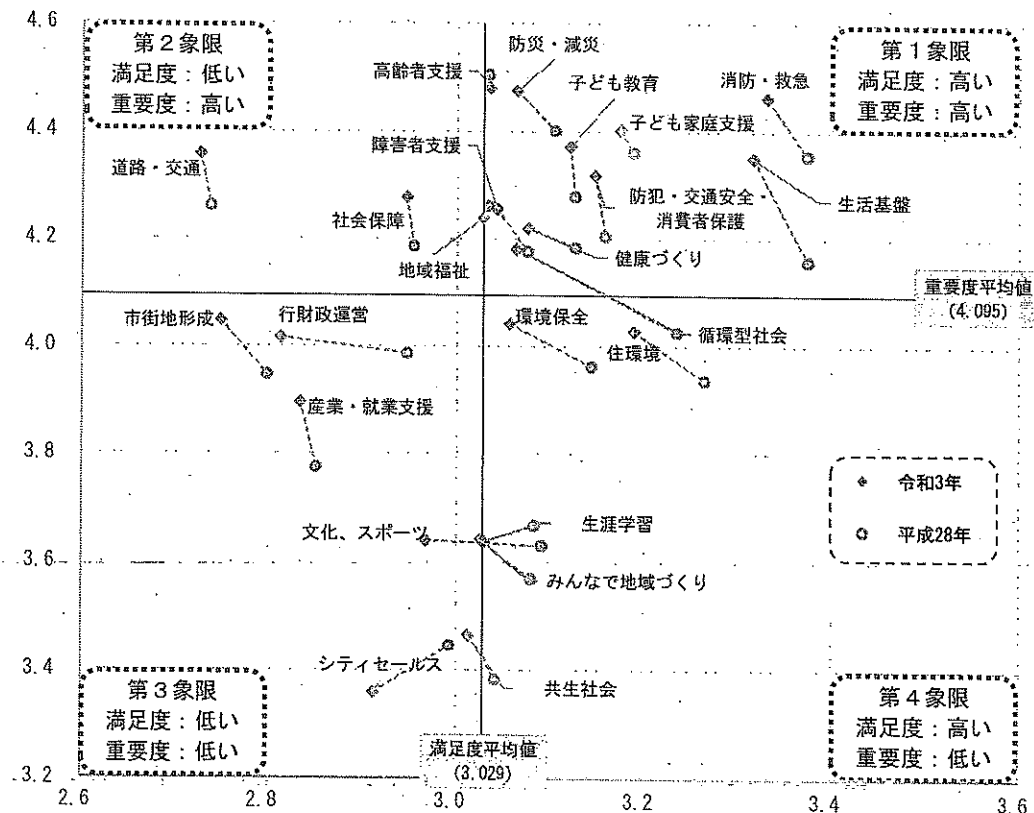 4.6
第2象限
満足度：低い
重要度：高い
防災・減災
高齢者支援
子ども教育
消防・救急
第1象限
満足度：高い
重要度：高い
4.4
子ども家庭支援
障害者支援
道路・交通
社会保障
防犯・交通安全・
消費者保護
生活基盤
4.2
地域福祉
健康づくり
重要度平均値
(4.095)
市街地形成
行財政運営
環境保全
住環境
循環型社会
4.0
産業・就業支援
3.8
令和3年
平成28年
文化、スポーツ
生涯学習
3.6
みんなで地域づくり
3.4
シティセールス
共生社会
第3象限
満足度：低い
重要度：低い
第4象限
満足度：高い
重要度：低い
満足度平均値
(3.029)
3.2
2.6
2.8
3.0
3.2
3.4
3.6